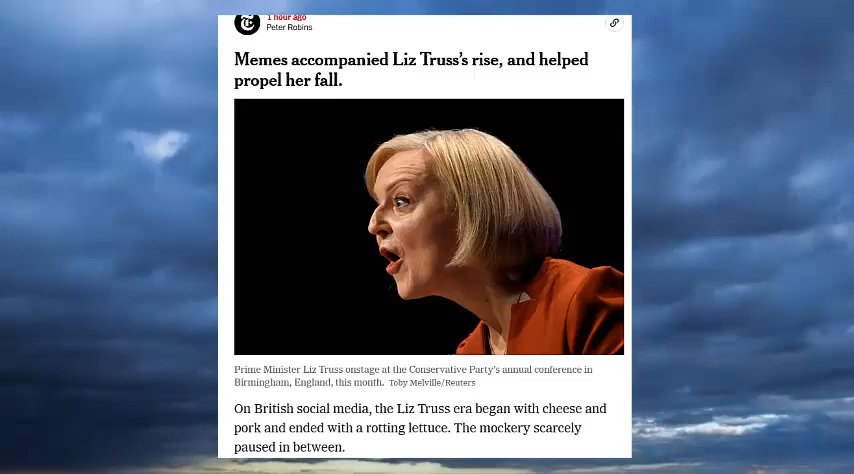 1 hour ago
Peter Robins
Memes accompanied Liz Truss’s rise, and helped
propel her fall.
Prime Minister Liz Truss onstage at the Conservative Party’s annual conference in
Birmingham, England, this month. Toby Melville/Reuters
On British social media, the Liz Truss era began with cheese and
pork and ended with a rotting lettuce. The mockery scarcely
paused in between.